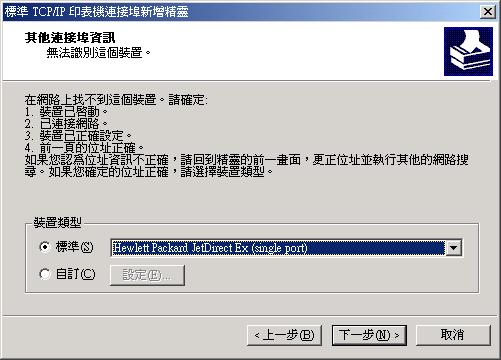 標準 TCP/IP 印表機連接埠新增精靈
其他連接埠資訊
無法識別這個裝置。
在網路上找不到這個裝置。請確定:
1. 裝置已啟動。
2. 已連接網路。
3. 裝置已正確設定。
4. 前一頁的位址正確。
如果您認為位址資訊不正確，請回到精靈的前一畫面，更正位址並執行其他的網路搜
尋。如果您確定的位址正確，請選擇裝置類型。
裝置類型
標準(S) Hewlett Packard JetDirect Ex (single port)
自訂(C) 設定(E)...
< 上一步(B) 下一步(N) > 取消